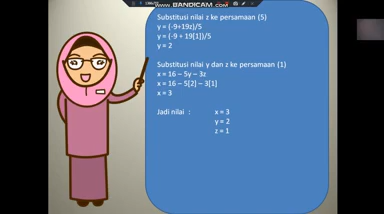 WWW.BANDICAM.COM
Substitusi nilai z ke persamaan (5)
y = (-9+19z)/5
y = (-9 + 19[1])/5
y = 2
Substitusi nilai y dan z ke persamaan (1)
x = 16 – 5y – 3z
x = 16 – 5[2] – 3[1]
x = 3
Jadi nilai : x = 3
y = 2
z = 1